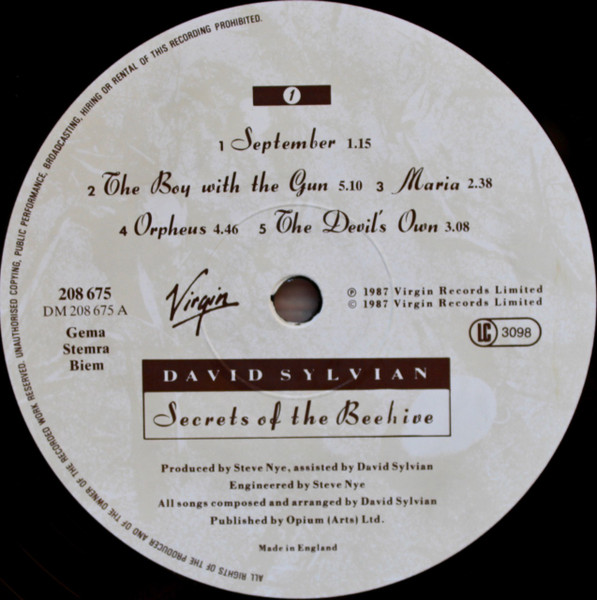 1
1 September 1.15
2 The Boy with the Gun 5.10 3 Maria 2.38
4 Orpheus 4.46 5 The Devil's Own 3.08
208 675
DM 208 675 A
Gema
Stemra
Biem
Virgin
℗ 1987 Virgin Records Limited
© 1987 Virgin Records Limited
LC 3098
DAVID SYLVIAN
Secrets of the Beehive
Produced by Steve Nye, assisted by David Sylvian
Engineered by Steve Nye
All songs composed and arranged by David Sylvian
Published by Opium (Arts) Ltd.
Made in England
ALL RIGHTS OF THE PRODUCER AND OF THE OWNER OF THE RECORDED WORK RESERVED. UNAUTHORISED COPYING, PUBLIC PERFORMANCE, BROADCASTING, HIRING OR RENTAL OF THIS RECORDING PROHIBITED.